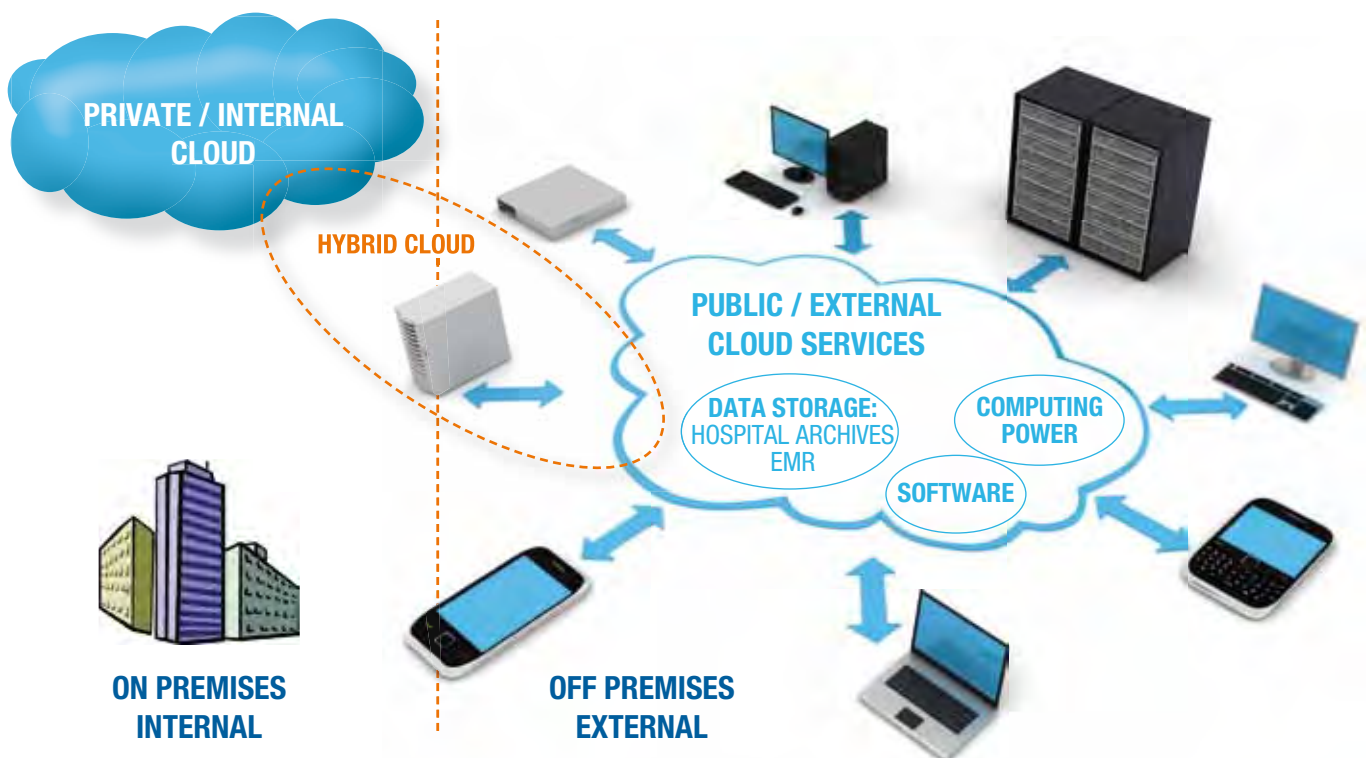 PRIVATE / INTERNAL
CLOUD
HYBRID CLOUD
PUBLIC / EXTERNAL
CLOUD SERVICES
DATA STORAGE:
HOSPITAL ARCHIVES
EMR
COMPUTING
POWER
SOFTWARE
ON PREMISES
INTERNAL
OFF PREMISES
EXTERNAL